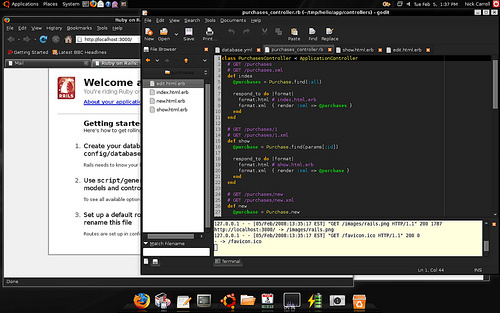 Applications Places System
Tue Feb 5, 1:37 PM Nick Carroll
purchases_controller.rb (~/tmp/hello/app/controllers) - gedit
Ruby on R
File Edit View History Bookmarks Tools Help
http://localhost:3000/
Getting Started Latest BBC Headlines
Mail
Ruby on Rails:
RAILS
Welcome a
You're riding Ruby o
About your applicatio
Getting starte
Here's how to get rolling
1. Create your datab
config/database
Rails needs to know your
2. Use script/gene
models and contro
To see all available option
3. Set up a default ro
rename this file
Routes are set up in conf
Done
File Edit View Search Tools Documents Help
New Open Save Print Undo Redo Cut Copy Paste Find Replace
File Browser
edit.html.erb
index.html.erb
new.html.erb
show.html.erb
Match Filename
database.yml
purchases_controller.rb
show.html.erb
edit.html.erb
class PurchasesController < ApplicationController
# GET /purchases
# GET /purchases.xml
def index
@purchases = Purchase.find(:all)
respond_to do |format|
format.html # index.html.erb
format.xml { render :xml => @purchases }
end
end
# GET /purchases/1
# GET /purchases/1.xml
def show
@purchase = Purchase.find(params[:id])
respond_to do |format|
format.html # show.html.erb
format.xml { render :xml => @purchase }
end
end
# GET /purchases/new
# GET /purchases/new.xml
def new
@purchase = Purchase.new
127.0.0.1 - - [05/Feb/2008:13:35:17 EST] "GET /images/rails.png HTTP/1.1" 200 1787
http://localhost:3000/ -> /images/rails.png
127.0.0.1 - - [05/Feb/2008:13:35:17 EST] "GET /favicon.ico HTTP/1.1" 200 0
- -> /favicon.ico
Terminal
Ln 1, Col 44 INS